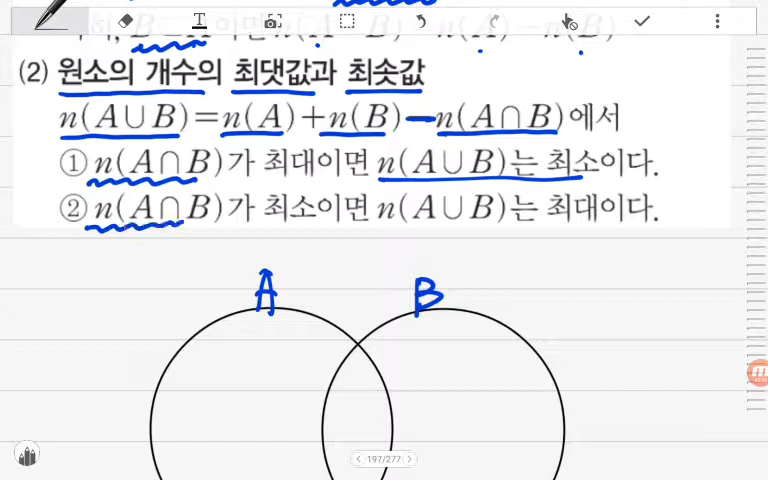 이면
(2) 원소의 개수의 최댓값과 최솟값
n(A∪B)=n(A)+n(B)-n(A∩B)에서
① n(A∩B)가 최대이면 n(A∪B)는 최소이다.
② n(A∩B)가 최소이면 n(A∪B)는 최대이다.
A B
197/277